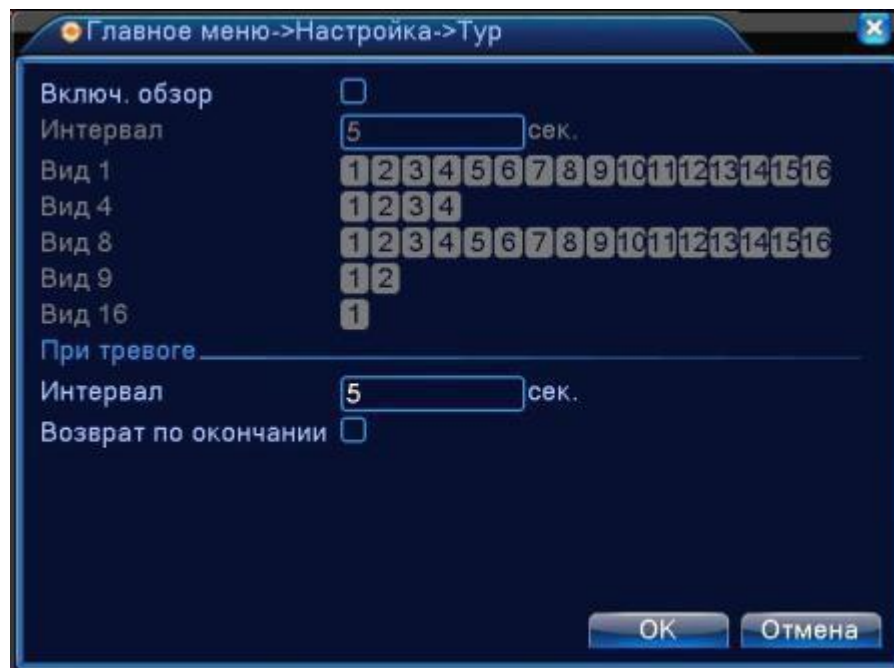 Главное меню->Настройка->Тур
Включ. обзор
Интервал 5 сек.
Вид 1 1 2 3 4 5 6 7 8 9 10 11 12 13 14 15 16
Вид 4 1 2 3 4
Вид 8 1 2 3 4 5 6 7 8 9 10 11 12 13 14 15 16
Вид 9 1 2
Вид 16 1
При тревоге
Интервал 5 сек.
Возврат по окончании
OK Отмена